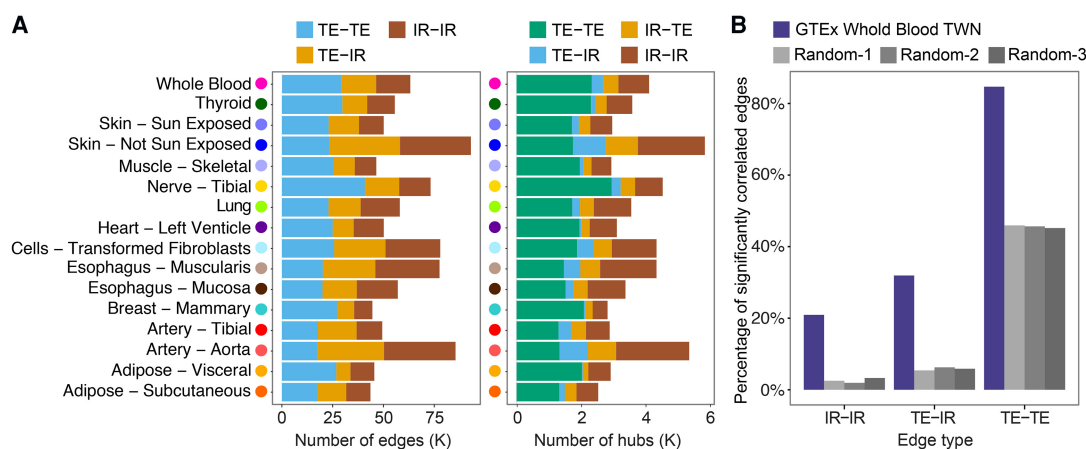 A
TE−TE IR−IR
TE−IR
TE−TE IR−TE
TE−IR IR−IR
Whole Blood
Thyroid
Skin − Sun Exposed
Skin − Not Sun Exposed
Muscle − Skeletal
Nerve − Tibial
Lung
Heart − Left Venticle
Cells − Transformed Fibroblasts
Esophagus − Muscularis
Esophagus − Mucosa
Breast − Mammary
Artery − Tibial
Artery − Aorta
Adipose − Visceral
Adipose − Subcutaneous
0 25 50 75
Number of edges (K)
0 2 4 6
Number of hubs (K)
B
GTEx Whole Blood TWN
Random-1 Random-2 Random-3
Percentage of significantly correlated edges
80%
60%
40%
20%
0%
IR−IR TE−IR TE−TE
Edge type